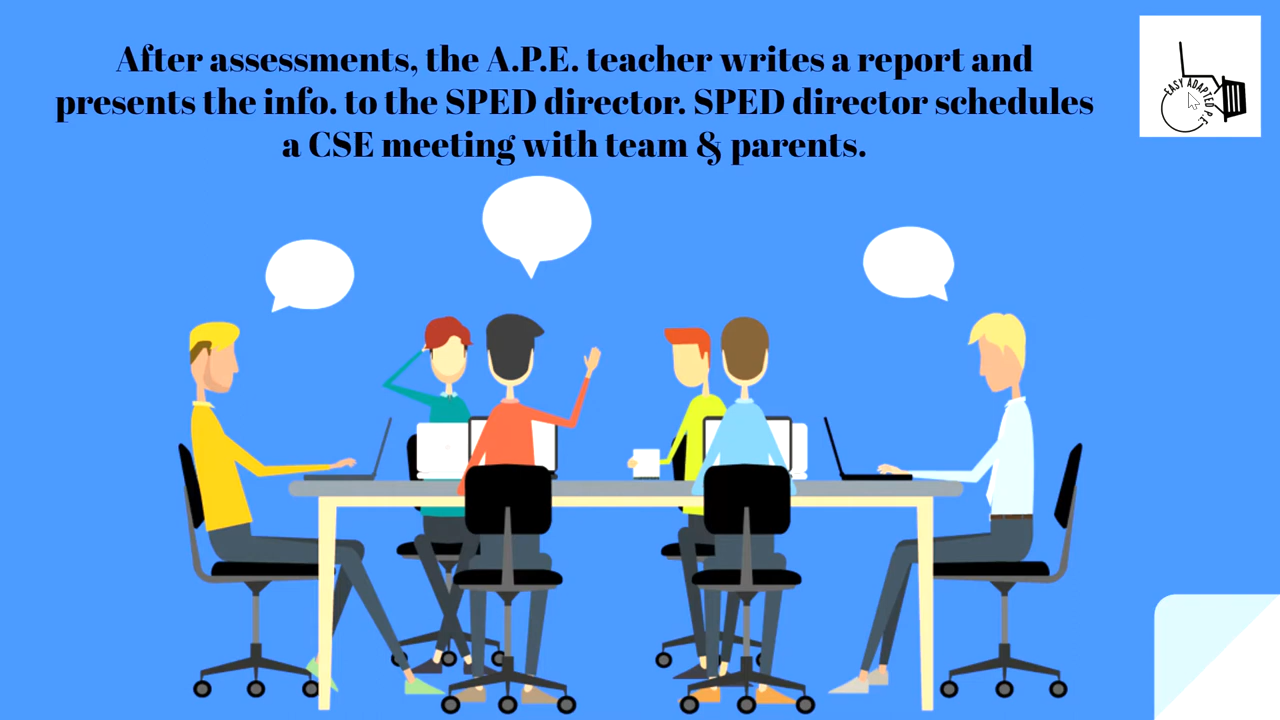 After assessments, the A.P.E. teacher writes a report and
presents the info. to the SPED director. SPED director schedules
a CSE meeting with team & parents.
EASY ADAPTED P.E.